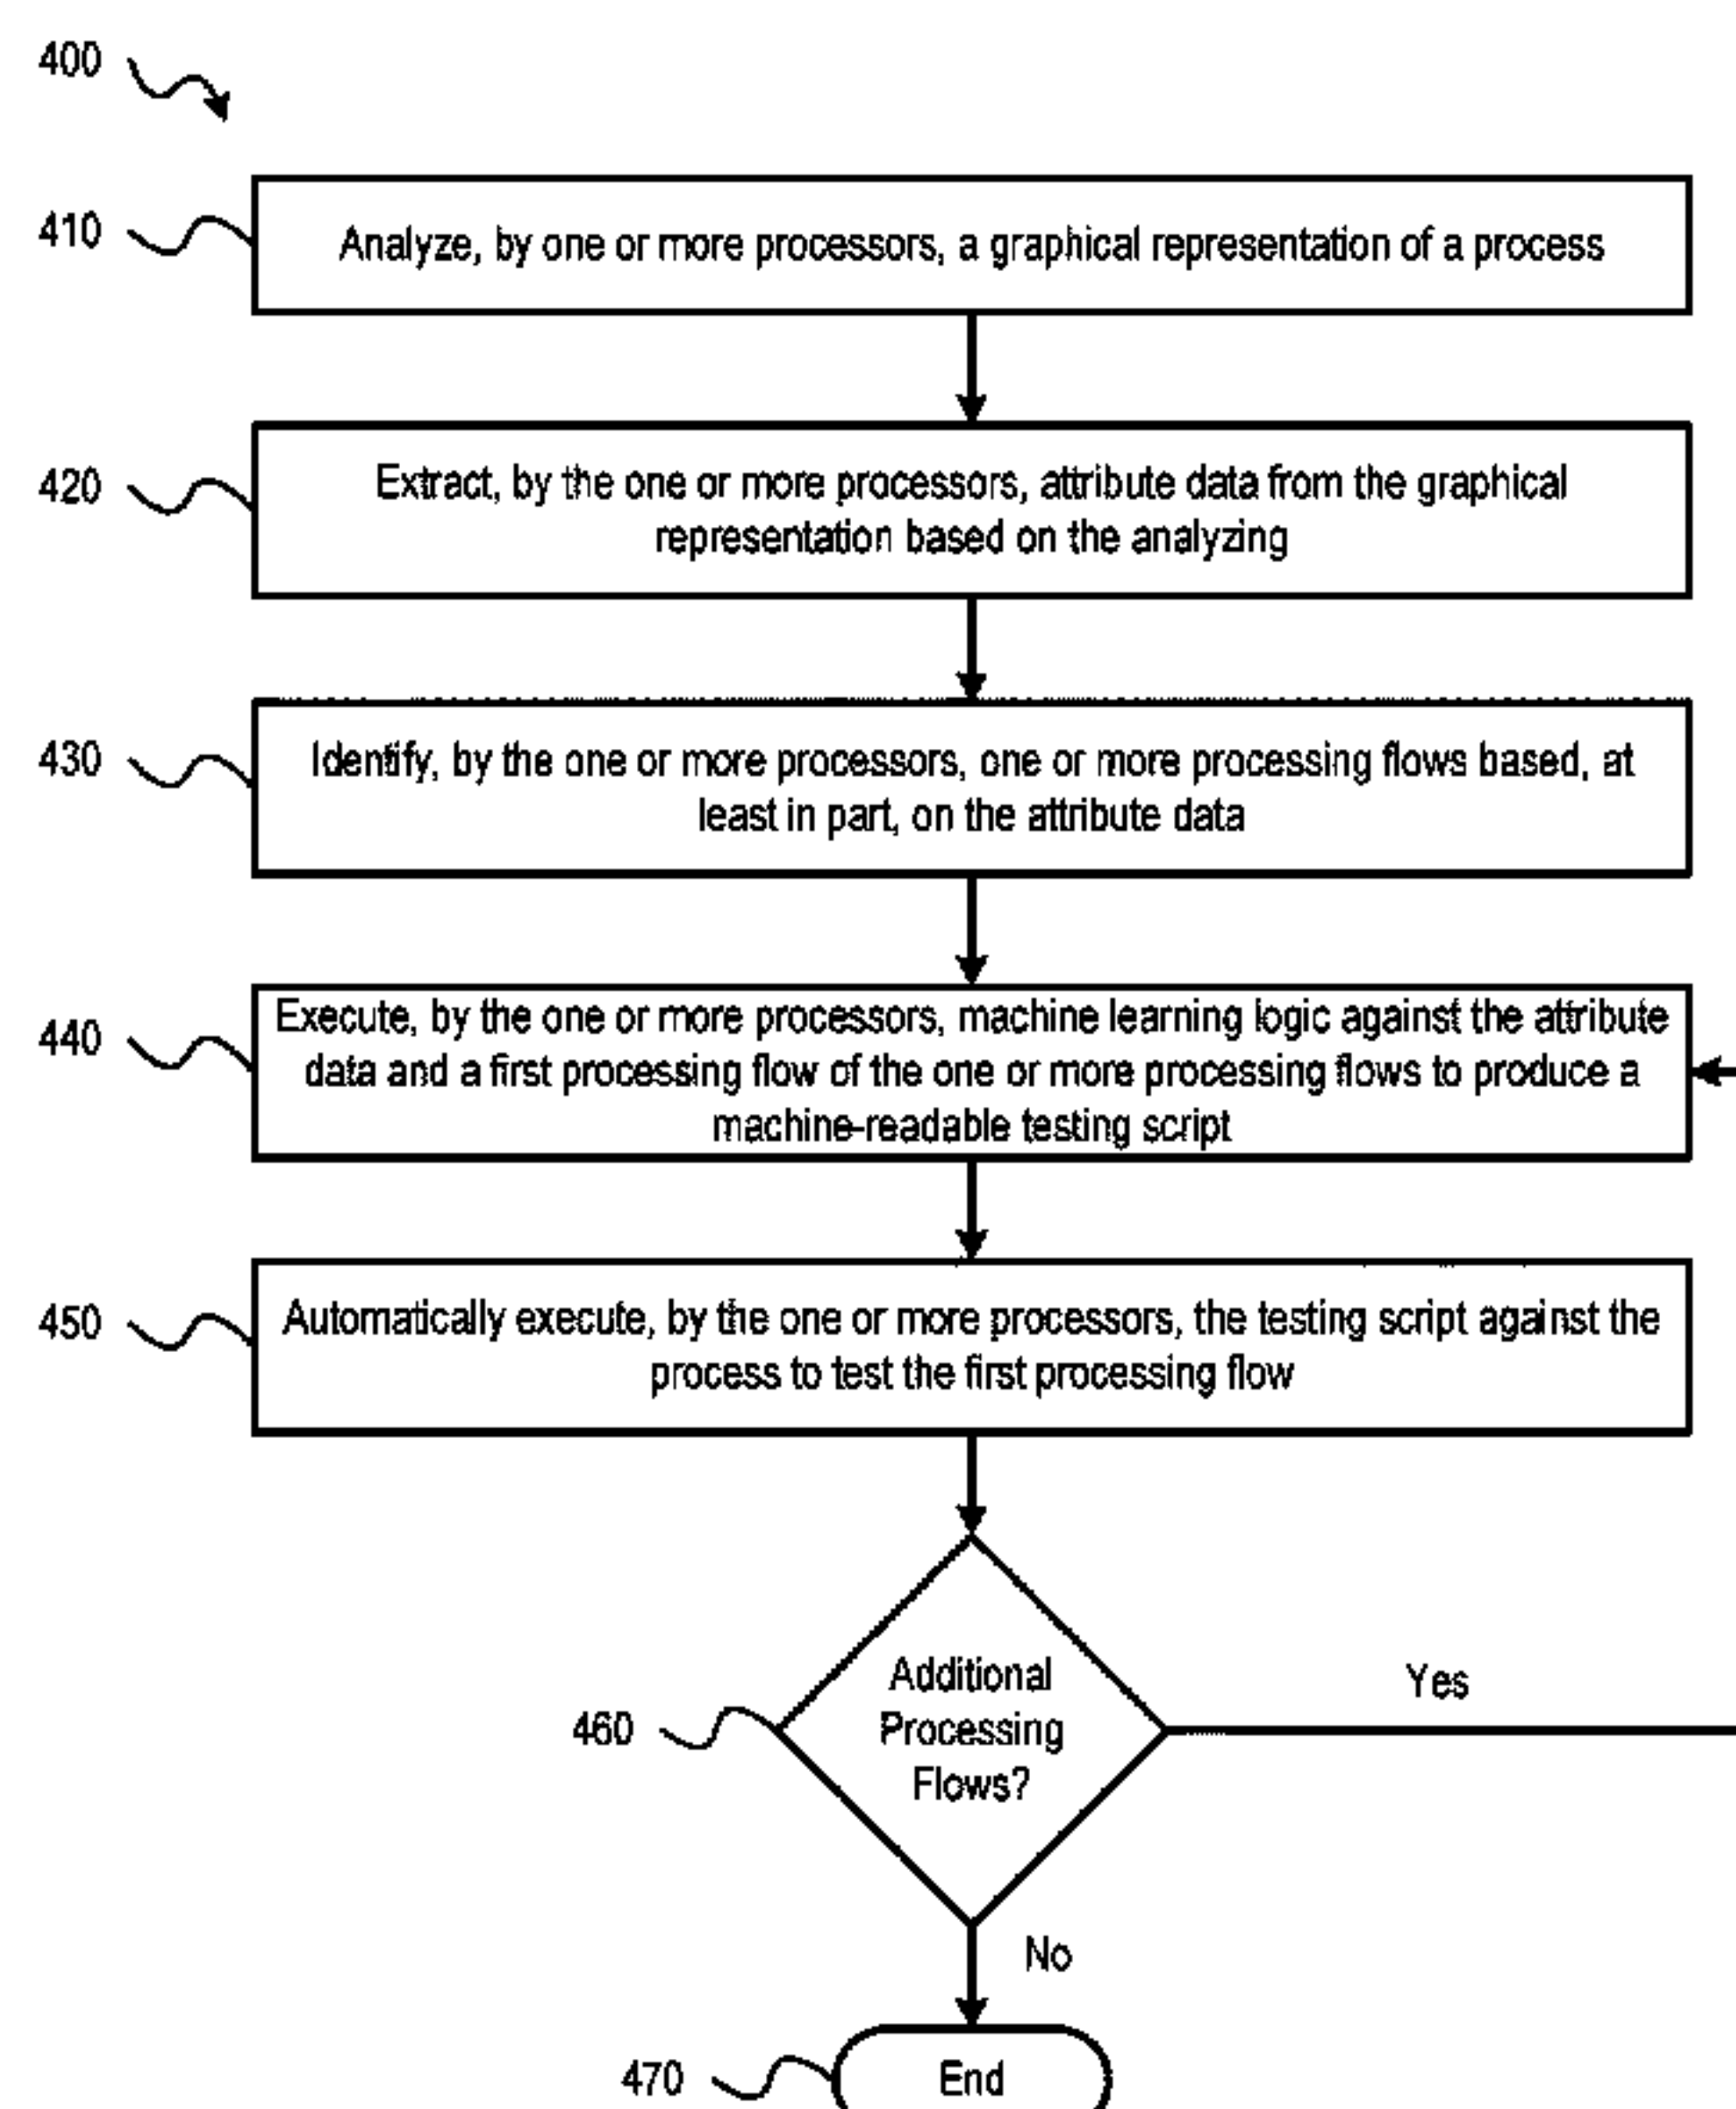 400
410
Analyze, by one or more processors, a graphical representation of a process
420
Extract, by the one or more processors, attribute data from the graphical
representation based on the analyzing
430
Identify, by the one or more processors, one or more processing flows based, at
least in part, on the attribute data
440
Execute, by the one or more processors, machine learning logic against the attribute
data and a first processing flow of the one or more processing flows to produce a
machine-readable testing script
450
Automatically execute, by the one or more processors, the testing script against the
process to test the first processing flow
460
Additional
Processing
Flows?
Yes
No
470
End